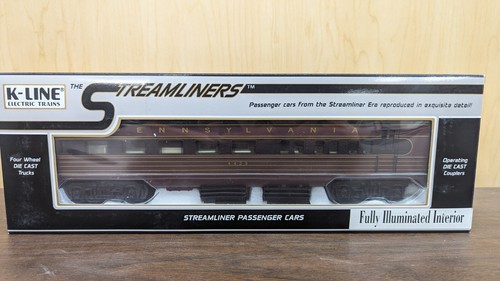 K-LINE®
ELECTRIC TRAINS
THE STREAMLINERS™
Passenger cars from the Streamliner Era reproduced in exquisite detail!
PENNSYLVANIA
Four Wheel
DIE CAST
Trucks
Operating
DIE CAST
Couplers
STREAMLINER PASSENGER CARS
Fully Illuminated Interior